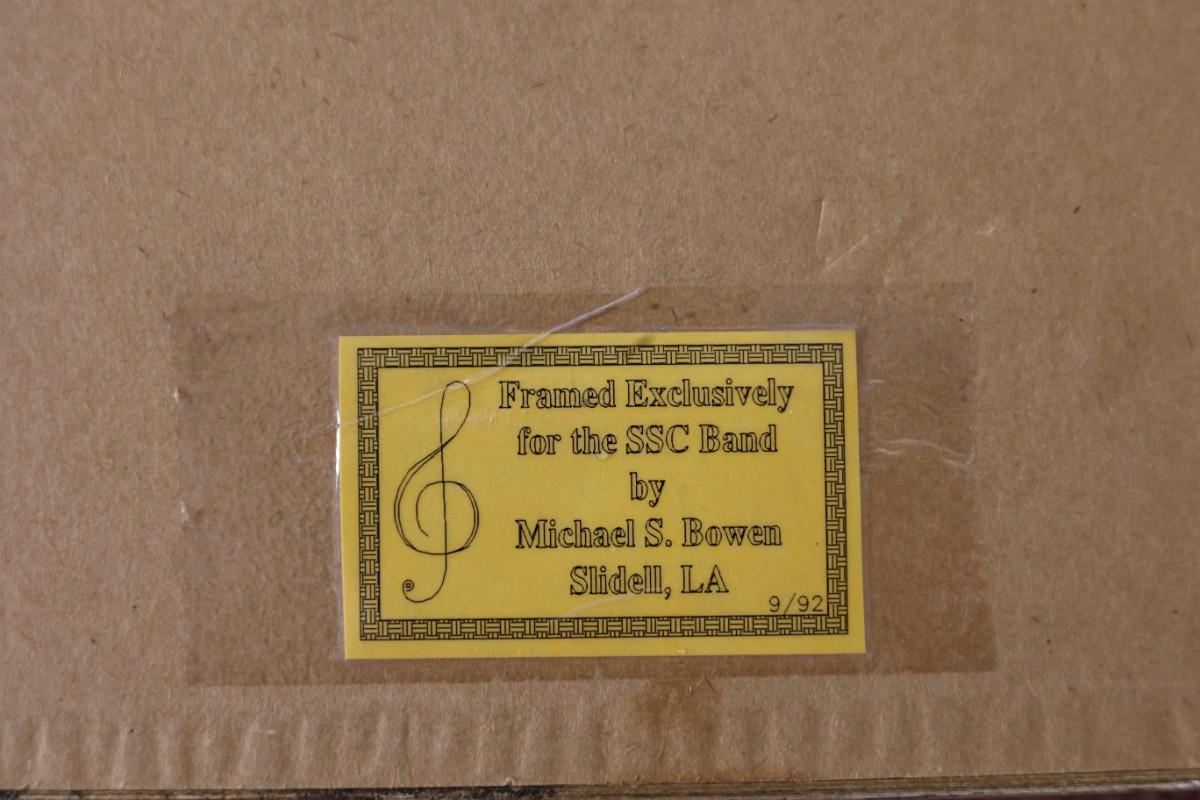 Framed Exclusively
for the SSC Band
by
Michael S. Bowen
Slidell, LA
9/92